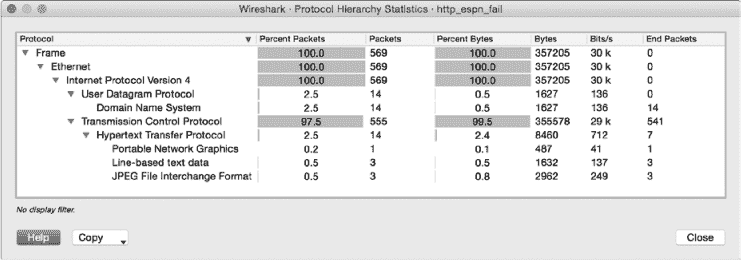 Wireshark · Protocol Hierarchy Statistics · http_espn_fail
Protocol Percent Packets Packets Percent Bytes Bytes Bits/s End Packets
Frame 100.0 569 100.0 357205 30 k 0
Ethernet 100.0 569 100.0 357205 30 k 0
Internet Protocol Version 4 100.0 569 100.0 357205 30 k 0
User Datagram Protocol 2.5 14 0.5 1627 136 0
Domain Name System 2.5 14 0.5 1627 136 14
Transmission Control Protocol 97.5 555 99.5 355578 29 k 541
Hypertext Transfer Protocol 2.5 14 2.4 8460 712 7
Portable Network Graphics 0.2 1 0.1 487 41 1
Line-based text data 0.5 3 0.5 1632 137 3
JPEG File Interchange Format 0.5 3 0.8 2962 249 3
No display filter.
Help Copy Close